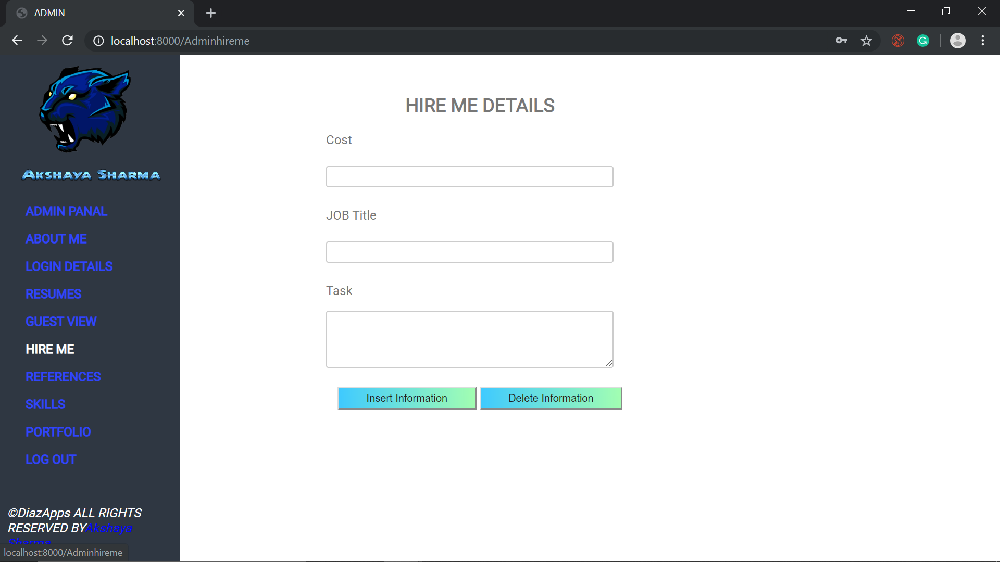 ADMIN
localhost:8000/Adminhireme
Akshaya Sharma
ADMIN PANAL
ABOUT ME
LOGIN DETAILS
RESUMES
GUEST VIEW
HIRE ME
REFERENCES
SKILLS
PORTFOLIO
LOG OUT
©DiazApps ALL RIGHTS
RESERVED BYAkshaya
Sharma
localhost:8000/Adminhireme
HIRE ME DETAILS
Cost
JOB Title
Task
Insert Information
Delete Information